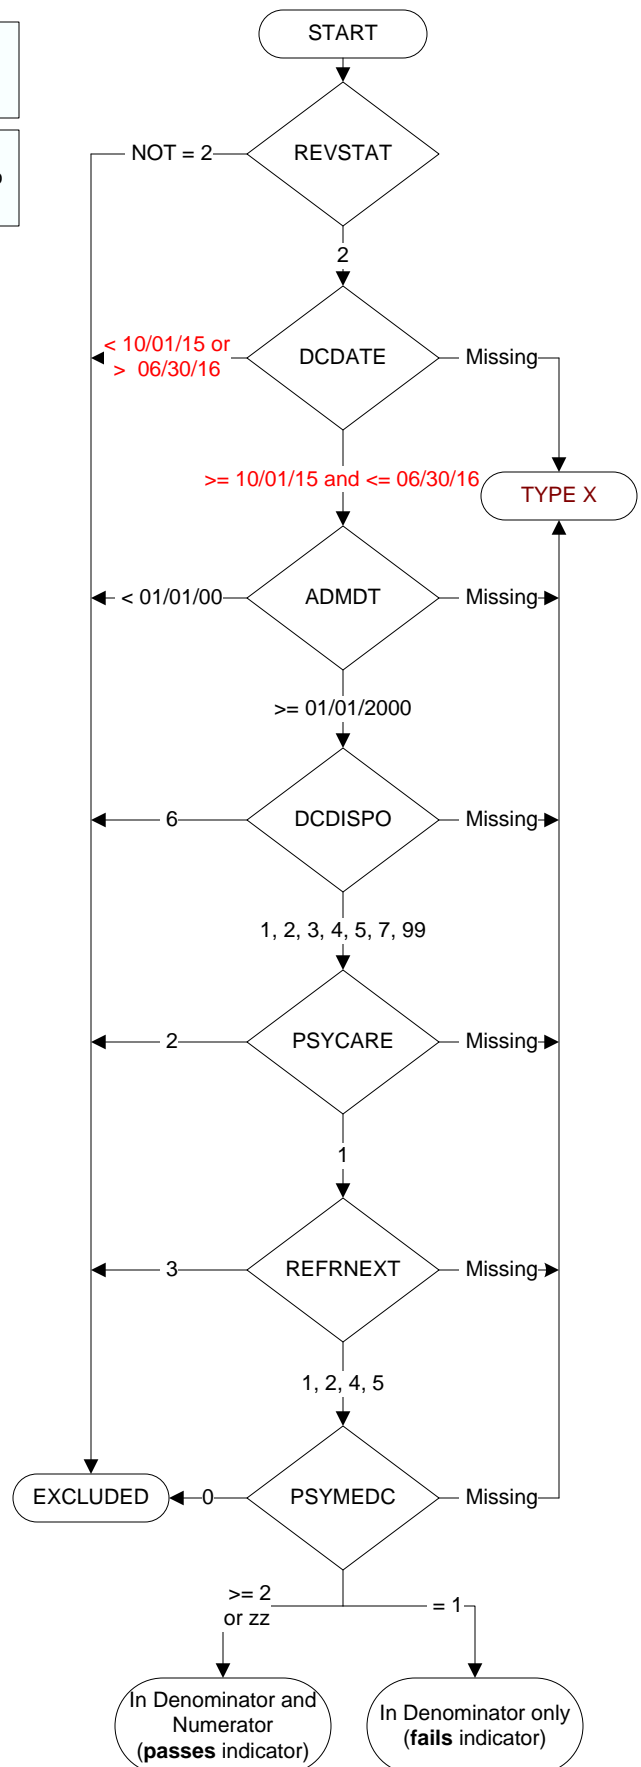 START
REVSTAT
NOT = 2
2
DCDATE
< 10/01/15 or
> 06/30/16
Missing
>= 10/01/15 and <= 06/30/16
TYPE X
ADMDT
< 01/01/00
Missing
>= 01/01/2000
DCDISPO
6
Missing
1, 2, 3, 4, 5, 7, 99
PSYCARE
2
Missing
1
REFRNEXT
3
Missing
1, 2, 4, 5
EXCLUDED
0
PSYMEDC
Missing
>= 2
or zz
= 1
In Denominator and
Numerator
(passes indicator)
In Denominator only
(fails indicator)